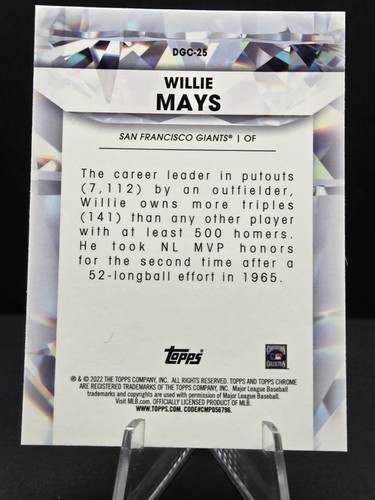 DGC-25
WILLIE
MAYS
SAN FRANCISCO GIANTS® | OF
The career leader in putouts
(7,112) by an outfielder,
Willie owns more triples
(141) than any other player
with at least 500 homers.
He took NL MVP honors
for the second time after a
52-longball effort in 1965.
Topps
COOPERSTOWN
COLLECTION
® & © 2022 THE TOPPS COMPANY, INC. ALL RIGHTS RESERVED. TOPPS AND TOPPS CHROME
ARE REGISTERED TRADEMARKS OF THE TOPPS COMPANY, INC. Major League Baseball
trademarks and copyrights are used with permission of Major League Baseball.
Visit MLB.com. OFFICIALLY LICENSED PRODUCT OF MLB.
WWW.TOPPS.COM. CODE#CMP056796.